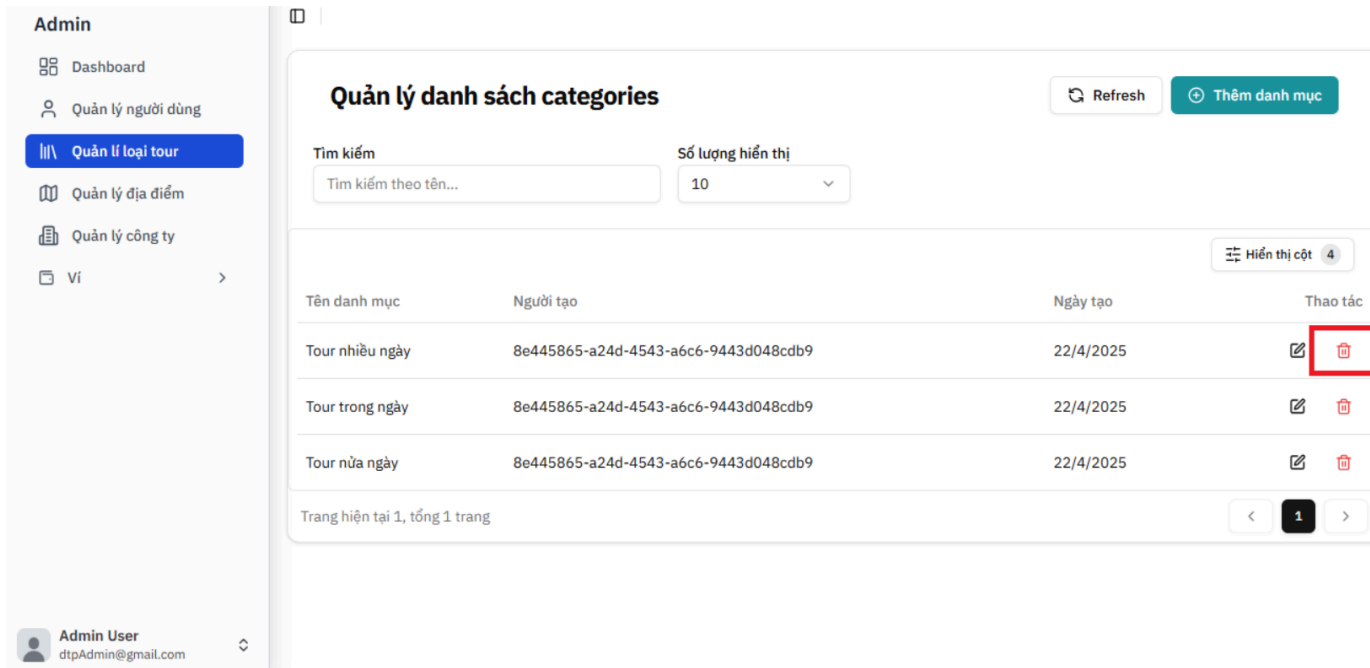 Admin
Dashboard
Quản lý người dùng
Quản lí loại tour
Quản lý địa điểm
Quản lý công ty
Ví
Admin User
dtpAdmin@gmail.com
Quản lý danh sách categories
Refresh
Thêm danh mục
Tìm kiếm
Số lượng hiển thị
Tìm kiếm theo tên...
10
Hiển thị cột 4
Tên danh mục Người tạo Ngày tạo Thao tác
Tour nhiều ngày 8e445865-a24d-4543-a6c6-9443d048cdb9 22/4/2025
Tour trong ngày 8e445865-a24d-4543-a6c6-9443d048cdb9 22/4/2025
Tour nửa ngày 8e445865-a24d-4543-a6c6-9443d048cdb9 22/4/2025
Trang hiện tại 1, tổng 1 trang
1